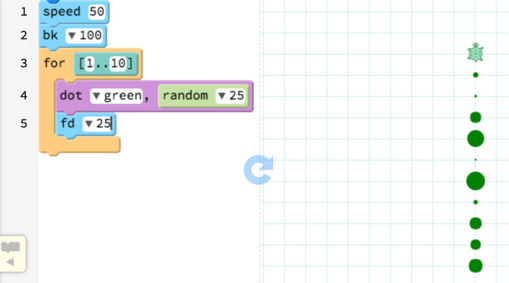 1 speed 50
2 bk ▼100
3 for [1..10]
4 dot ▼green, random ▼25
5 fd ▼25